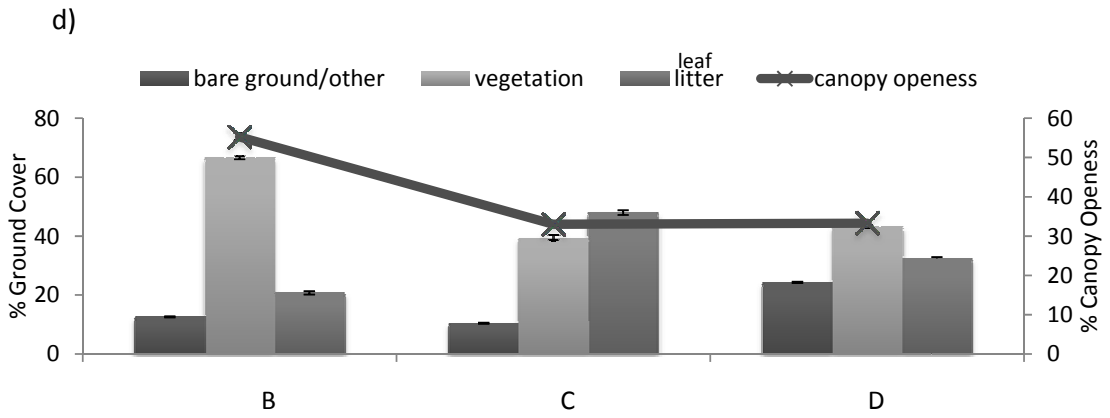 d)
bare ground/other vegetation leaf litter canopy openess
% Ground Cover
80
60
40
20
0
% Canopy Openess
60
50
40
30
20
10
0
B C D